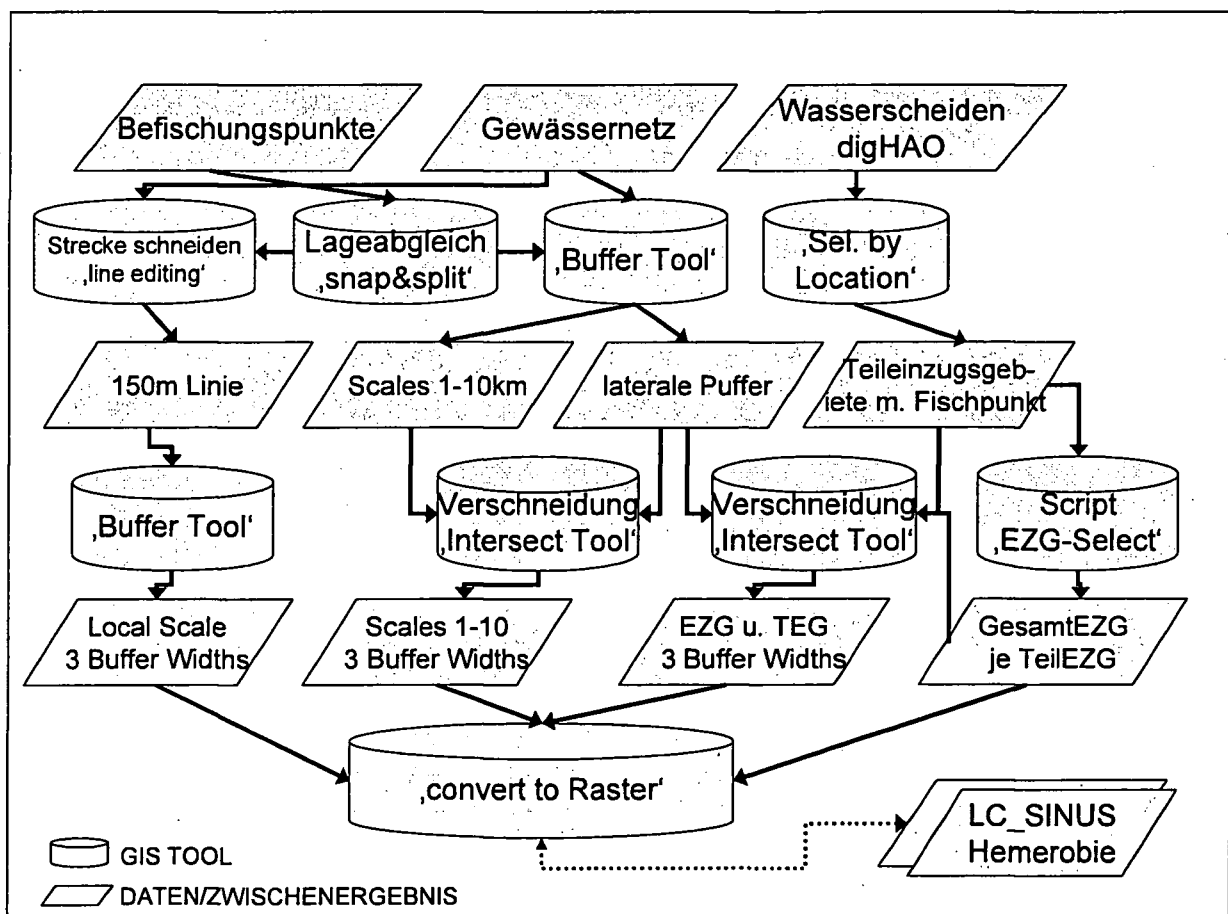 Befischungspunkte
Gewässernetz
Wasserscheiden
digHAO
Strecke schneiden
‚line editing‘
Lageabgleich
‚snap&split‘
‚Buffer Tool‘
‚Sel. by
Location‘
150m Linie
Scales 1-10km
laterale Puffer
Teileinzugsgeb-
iete m. Fischpunkt
‚Buffer Tool‘
Verschneidung
‚Intersect Tool‘
Verschneidung
‚Intersect Tool‘
Script
‚EZG-Select‘
Local Scale
3 Buffer Widths
Scales 1-10
3 Buffer Widths
EZG u. TEG
3 Buffer Widths
GesamtEZG
je TeilEZG
‚convert to Raster‘
LC_SINUS
Hemerobie
GIS TOOL
DATEN/ZWISCHENERGEBNIS